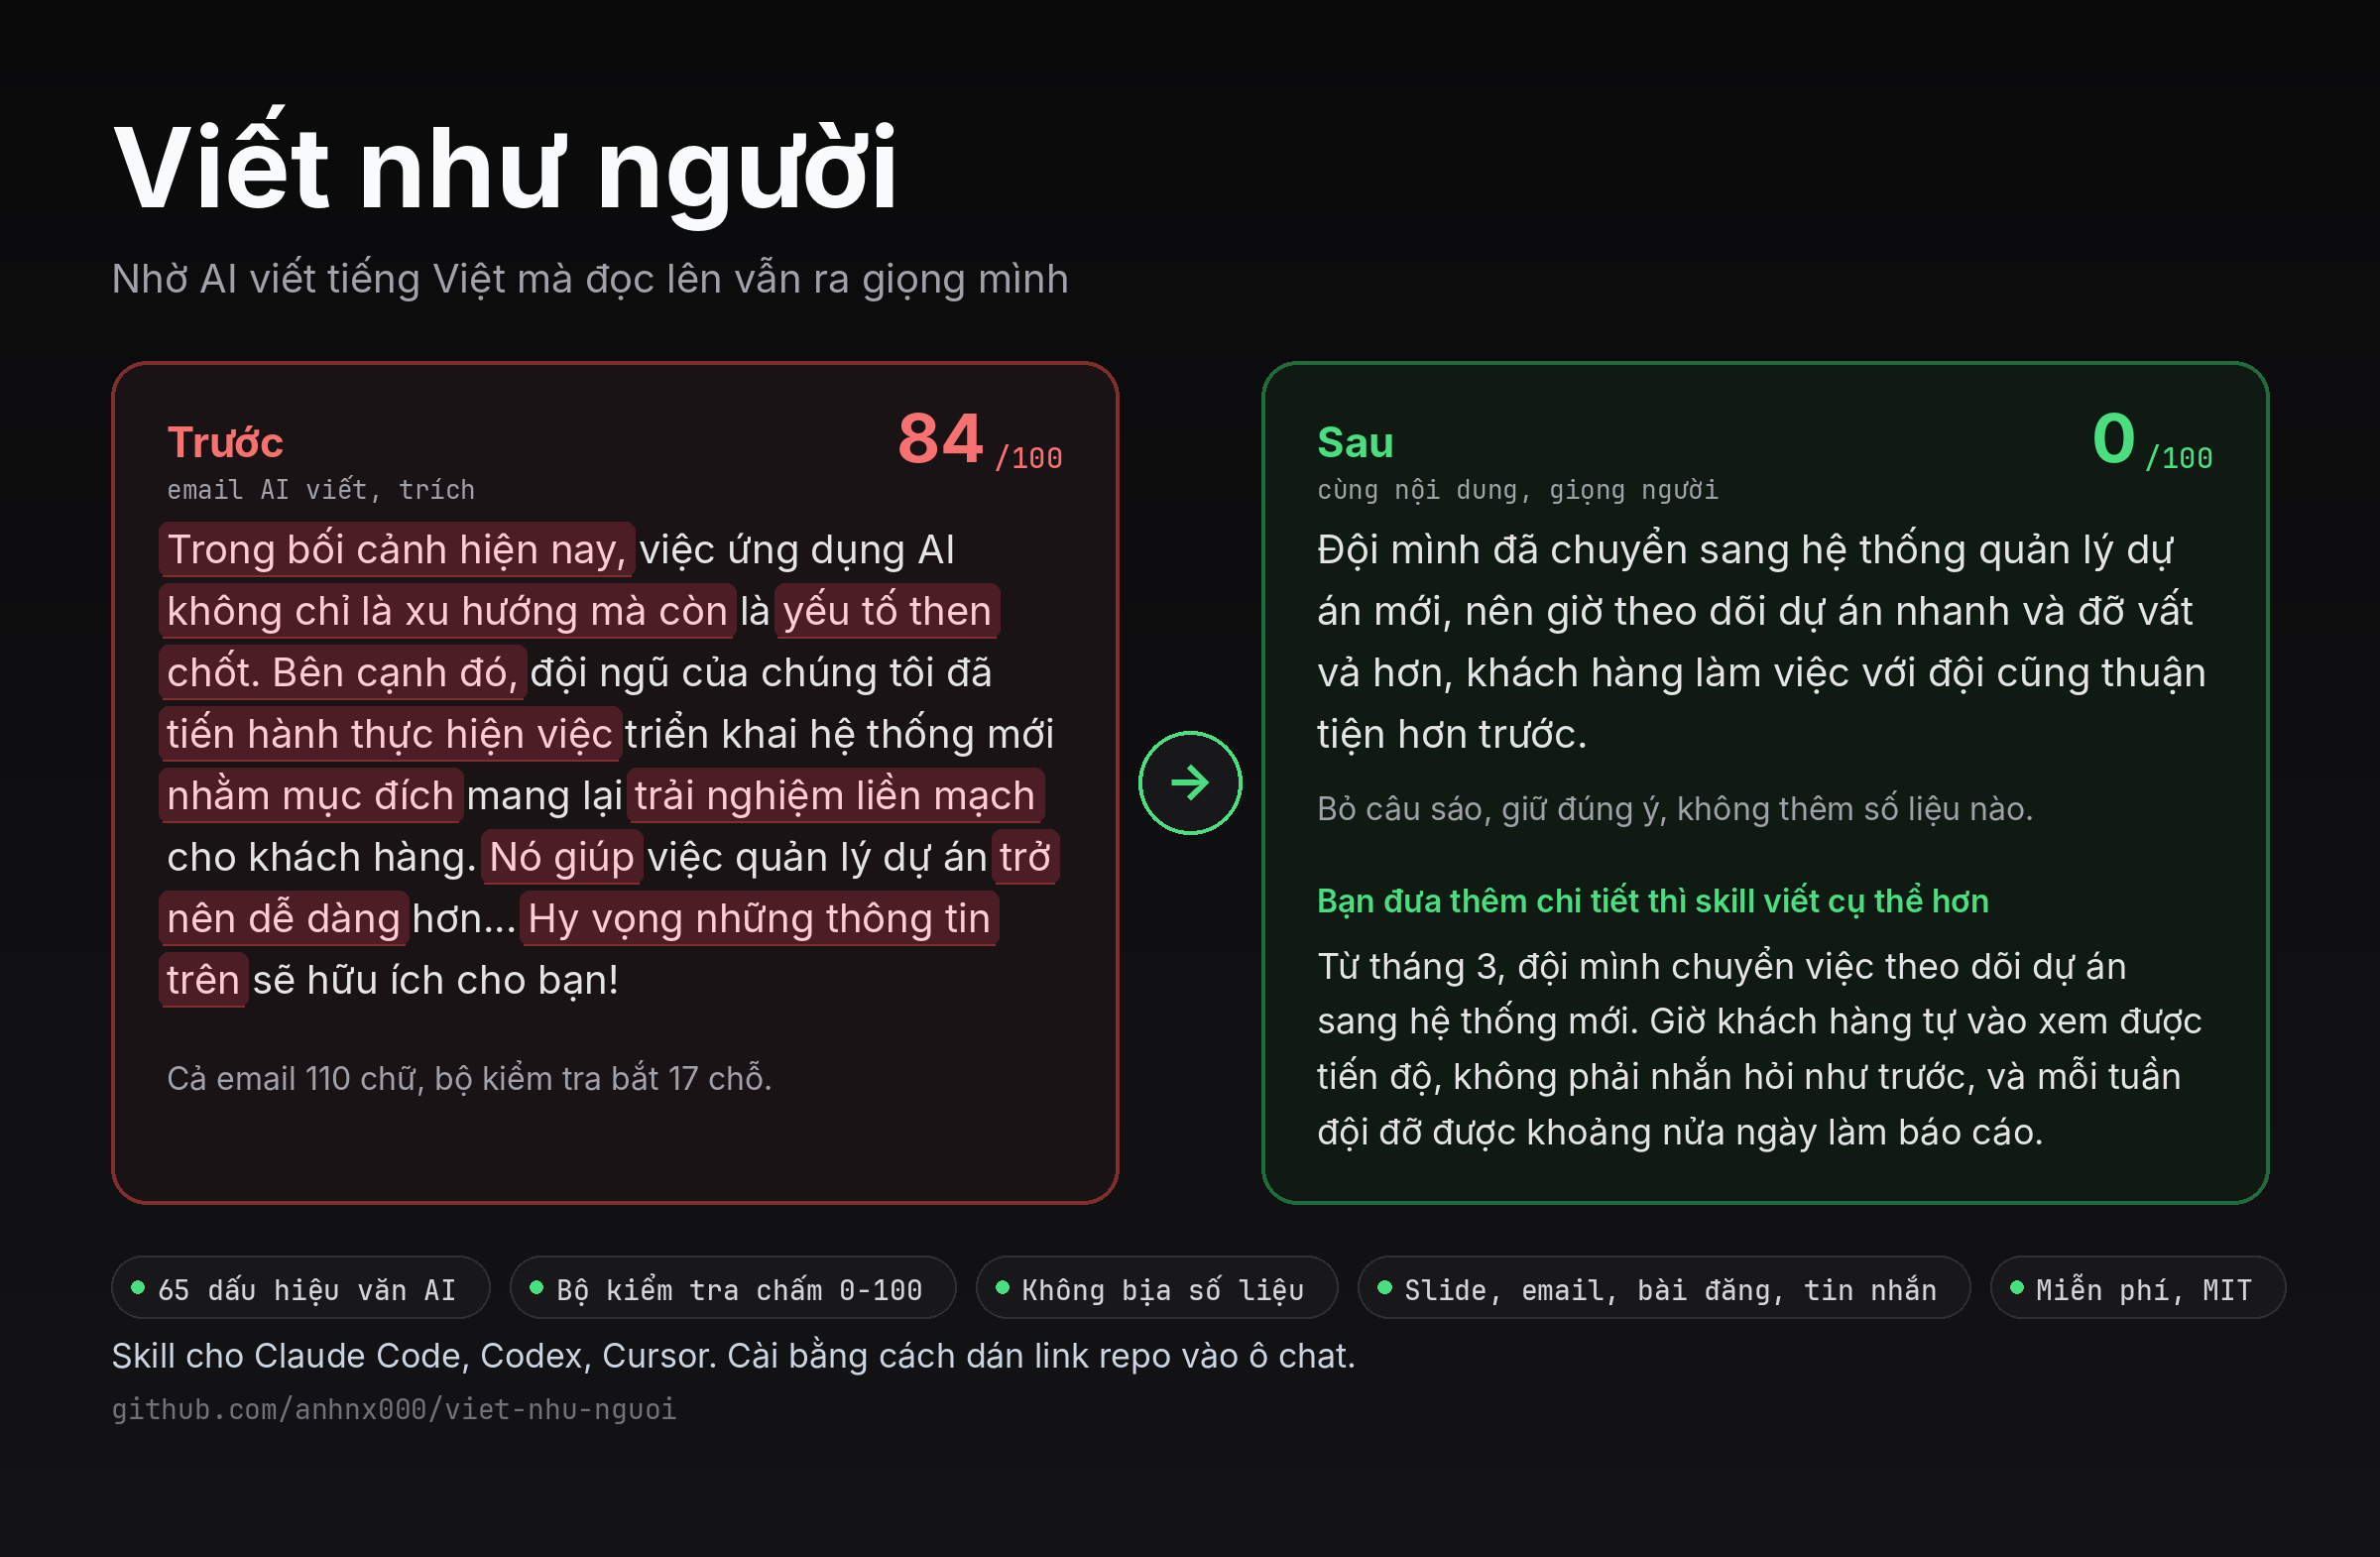 Viết như người
Nhờ AI viết tiếng Việt mà đọc lên vẫn ra giọng mình
Trước
84 /100
email AI viết, trích
Trong bối cảnh hiện nay, việc ứng dụng AI
không chỉ là xu hướng mà còn là yếu tố then
chốt. Bên cạnh đó, đội ngũ của chúng tôi đã
tiến hành thực hiện việc triển khai hệ thống mới
nhằm mục đích mang lại trải nghiệm liền mạch
cho khách hàng. Nó giúp việc quản lý dự án trở
nên dễ dàng hơn... Hy vọng những thông tin
trên sẽ hữu ích cho bạn!
Cả email 110 chữ, bộ kiểm tra bắt 17 chỗ.
→
Sau
0 /100
cùng nội dung, giọng người
Đội mình đã chuyển sang hệ thống quản lý dự
án mới, nên giờ theo dõi dự án nhanh và đỡ vất
vả hơn, khách hàng làm việc với đội cũng thuận
tiện hơn trước.
Bỏ câu sáo, giữ đúng ý, không thêm số liệu nào.
Bạn đưa thêm chi tiết thì skill viết cụ thể hơn
Từ tháng 3, đội mình chuyển việc theo dõi dự án
sang hệ thống mới. Giờ khách hàng tự vào xem được
tiến độ, không phải nhắn hỏi như trước, và mỗi tuần
đội đỡ được khoảng nửa ngày làm báo cáo.
65 dấu hiệu văn AI
Bộ kiểm tra chấm 0-100
Không bịa số liệu
Slide, email, bài đăng, tin nhắn
Miễn phí, MIT
Skill cho Claude Code, Codex, Cursor. Cài bằng cách dán link repo vào ô chat.
github.com/anhnx000/viet-nhu-nguoi